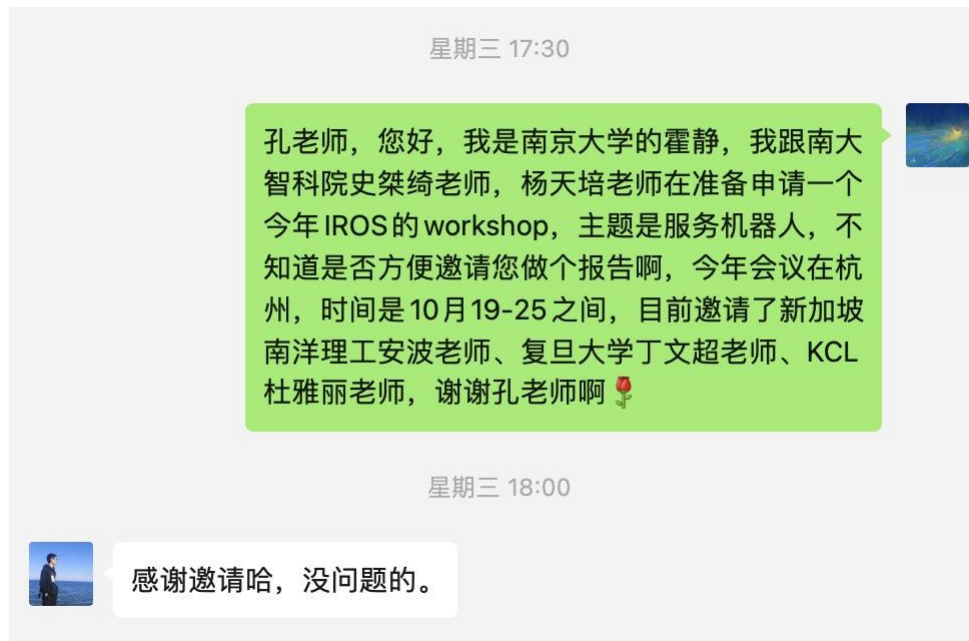 星期三 17:30
孔老师，您好，我是南京大学的霍静，我跟南大
智科院史桀绮老师，杨天培老师在准备申请一个
今年IROS的workshop，主题是服务机器人，不
知道是否方便邀请您做个报告啊，今年会议在杭
州，时间是10月19-25之间，目前邀请了新加坡
南洋理工安波老师、复旦大学丁文超老师、KCL
杜雅丽老师，谢谢孔老师啊🌹
星期三 18:00
感谢邀请哈，没问题的。